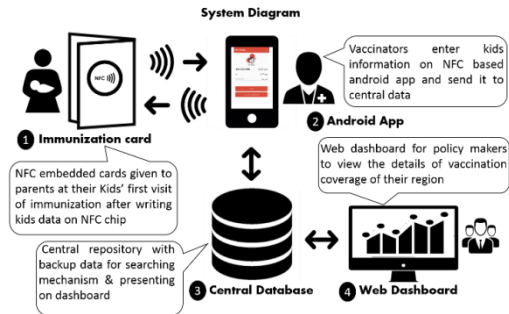 System Diagram
NFC
Vaccinators enter kids
information on NFC based
android app and send it to
central data
1 Immunization card
2 Android App
NFC embedded cards given to
parents at their Kids' first visit
of immunization after writing
kids data on NFC chip
Web dashboard for policy makers
to view the details of vaccination
coverage of their region
Central repository with
backup data for searching
mechanism & presenting
on dashboard
3 Central Database
4 Web Dashboard